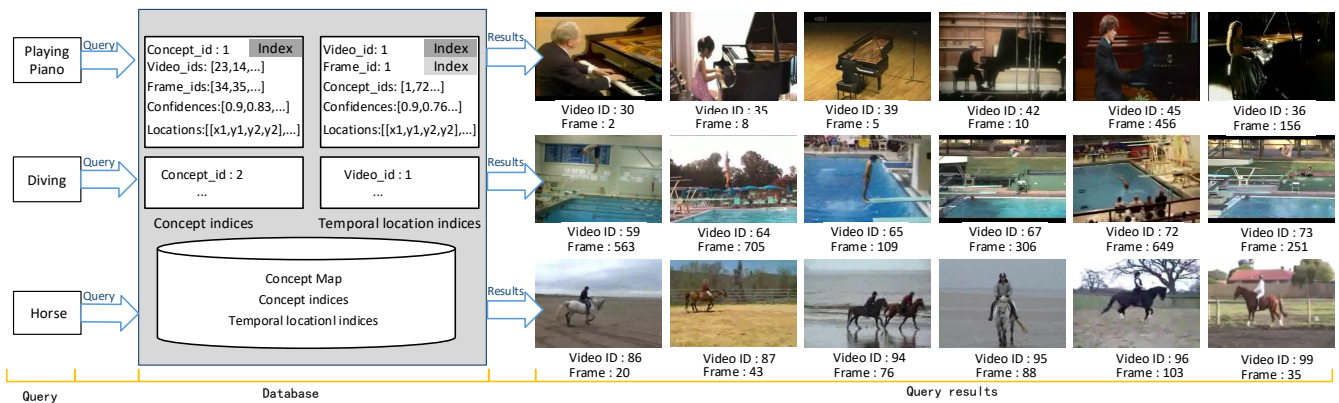 Playing
Piano
Query
Concept_id : 1
Index
Video_ids: [23,14,...]
Frame_ids:[34,35,...]
Confidences:[0.9,0.83,...]
Locations:[[x1,y1,y2,y2],...]
Video_id: 1
Index
Frame_id: 1
Index
Concept_ids: [1,72...]
Confidences:[0.9,0.76...]
Locations:[[x1,y1,y2,y2],...]
Results
Video ID : 30
Frame : 2
Video ID : 35
Frame : 8
Video ID : 39
Frame : 5
Video ID : 42
Frame : 10
Video ID : 45
Frame : 456
Video ID : 36
Frame : 156
Diving
Query
Concept_id : 2
...
Video_id : 1
...
Concept indices
Temporal location indices
Results
INDIANA
Video ID : 59
Frame : 563
Video ID : 64
Frame : 705
Video ID : 65
Frame : 109
Video ID : 67
Frame : 306
Video ID : 72
Frame : 649
Video ID : 73
Frame : 251
Horse
Query
Concept Map
Concept indices
Temporal locationl indices
Results
Video ID : 86
Frame : 20
Video ID : 87
Frame : 43
Video ID : 94
Frame : 76
Video ID : 95
Frame : 88
Video ID : 96
Frame : 103
Video ID : 99
Frame : 35
Query
Database
Query results